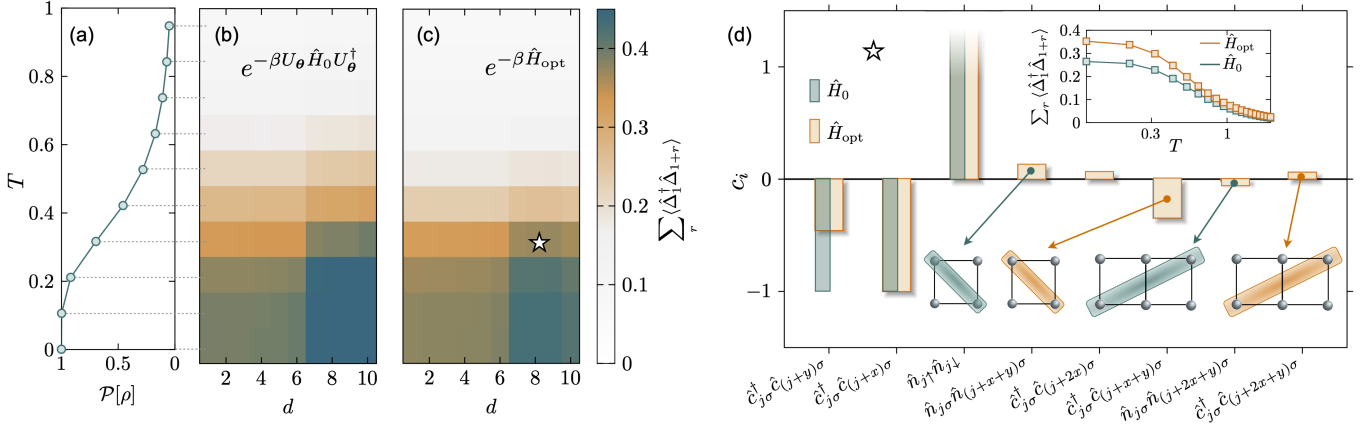 (a)
1
0.8
0.6
0.4
0.2
0
T
1 0.5 0
𝒫[ρ]
(b)
e^{−βU_θ Ĥ_0 U_θ^†}
2 4 6 8 10
d
(c)
e^{−βĤ_opt}
2 4 6 8 10
d
0.4
0.3
0.2
0.1
0
∑_r ⟨Δ̂_1^† Δ̂_{1+r}⟩
(d)
1
0
−1
c_i
Ĥ_0
Ĥ_opt
0.4
0.3
0.2
0.1
0
∑_r ⟨Δ̂_1^† Δ̂_{1+r}⟩
0.3 1
T
Ĥ_opt
Ĥ_0
ĉ_{jσ}^† ĉ_{(j+y)σ}
ĉ_{jσ}^† ĉ_{(j+x)σ}
n̂_{j↑} n̂_{j↓}
n̂_{jσ} n̂_{(j+x+y)σ}
ĉ_{jσ}^† ĉ_{(j+2x)σ}
ĉ_{jσ}^† ĉ_{(j+x+y)σ}
n̂_{jσ} n̂_{(j+2x+y)σ}
ĉ_{jσ}^† ĉ_{(j+2x+y)σ}